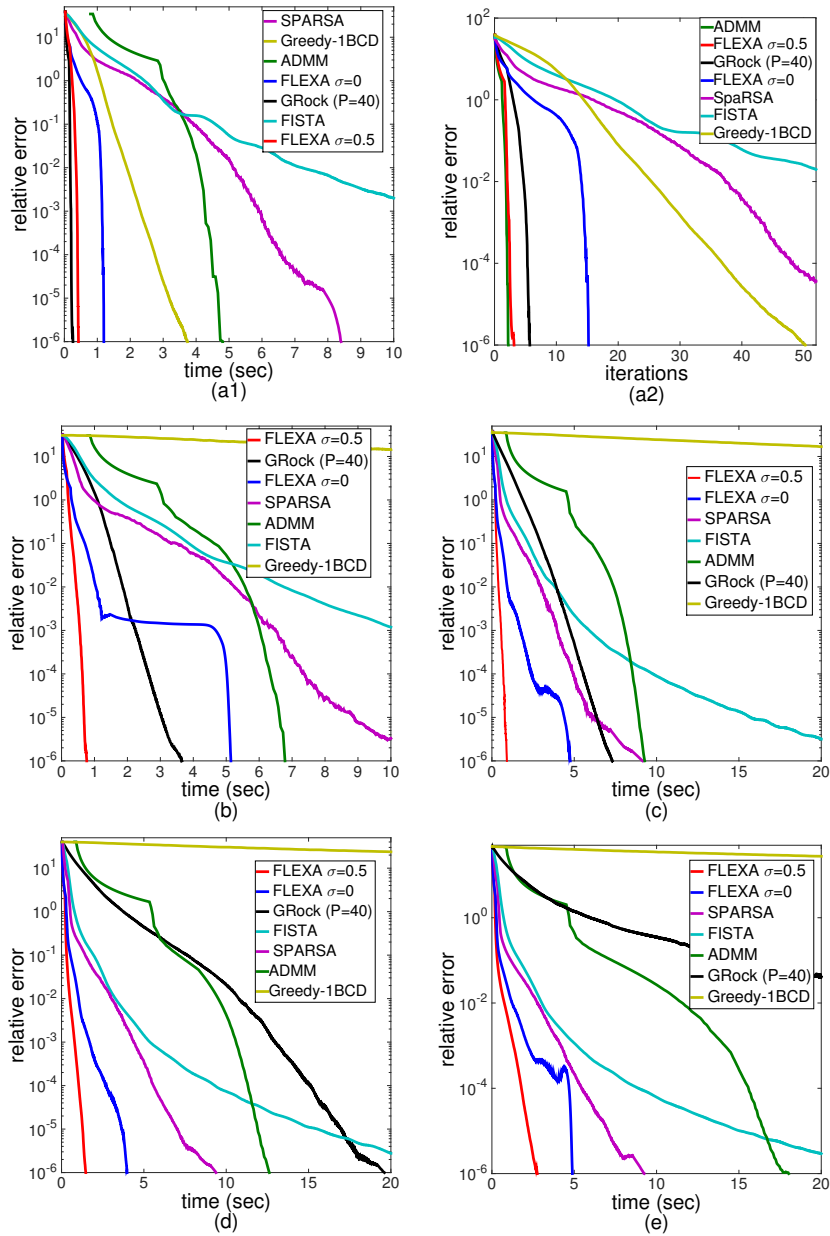 relative error
10^1
10^0
10^-1
10^-2
10^-3
10^-4
10^-5
10^-6
SPARSA
Greedy-1BCD
ADMM
FLEXA σ=0
GRock (P=40)
FISTA
FLEXA σ=0.5
0 1 2 3 4 5 6 7 8 9 10
time (sec)
(a1)
relative error
10^2
10^0
10^-2
10^-4
10^-6
ADMM
FLEXA σ=0.5
GRock (P=40)
FLEXA σ=0
SpaRSA
FISTA
Greedy-1BCD
0 10 20 30 40 50
iterations
(a2)
relative error
10^1
10^0
10^-1
10^-2
10^-3
10^-4
10^-5
10^-6
FLEXA σ=0.5
GRock (P=40)
FLEXA σ=0
SPARSA
ADMM
FISTA
Greedy-1BCD
0 1 2 3 4 5 6 7 8 9 10
time (sec)
(b)
relative error
10^1
10^0
10^-1
10^-2
10^-3
10^-4
10^-5
10^-6
FLEXA σ=0.5
FLEXA σ=0
SPARSA
FISTA
ADMM
GRock (P=40)
Greedy-1BCD
0 5 10 15 20
time (sec)
(c)
relative error
10^1
10^0
10^-1
10^-2
10^-3
10^-4
10^-5
10^-6
FLEXA σ=0.5
FLEXA σ=0
GRock (P=40)
FISTA
SPARSA
ADMM
Greedy-1BCD
0 5 10 15 20
time (sec)
(d)
relative error
10^0
10^-2
10^-4
10^-6
FLEXA σ=0.5
FLEXA σ=0
SPARSA
FISTA
ADMM
GRock (P=40)
Greedy-1BCD
0 5 10 15 20
time (sec)
(e)